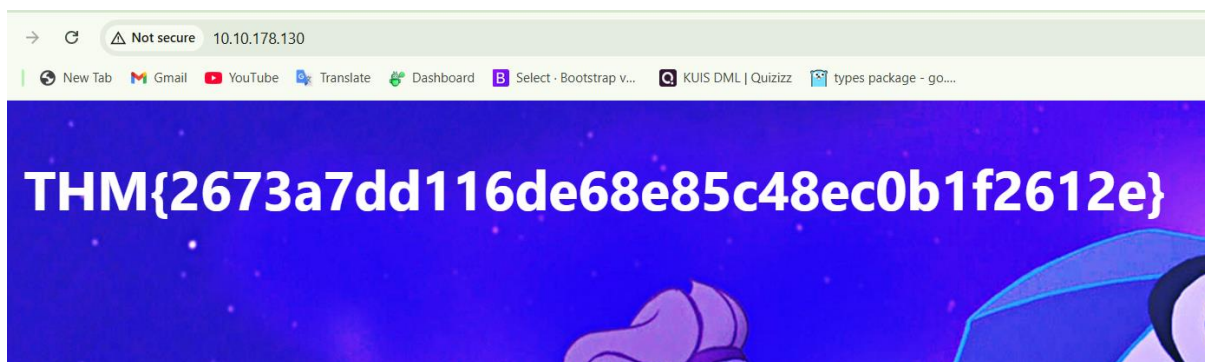 Not secure 10.10.178.130
New Tab Gmail YouTube Translate Dashboard B Select · Bootstrap v... Q KUIS DML | Quizizz types package - go....
THM{2673a7dd116de68e85c48ec0b1f2612e}